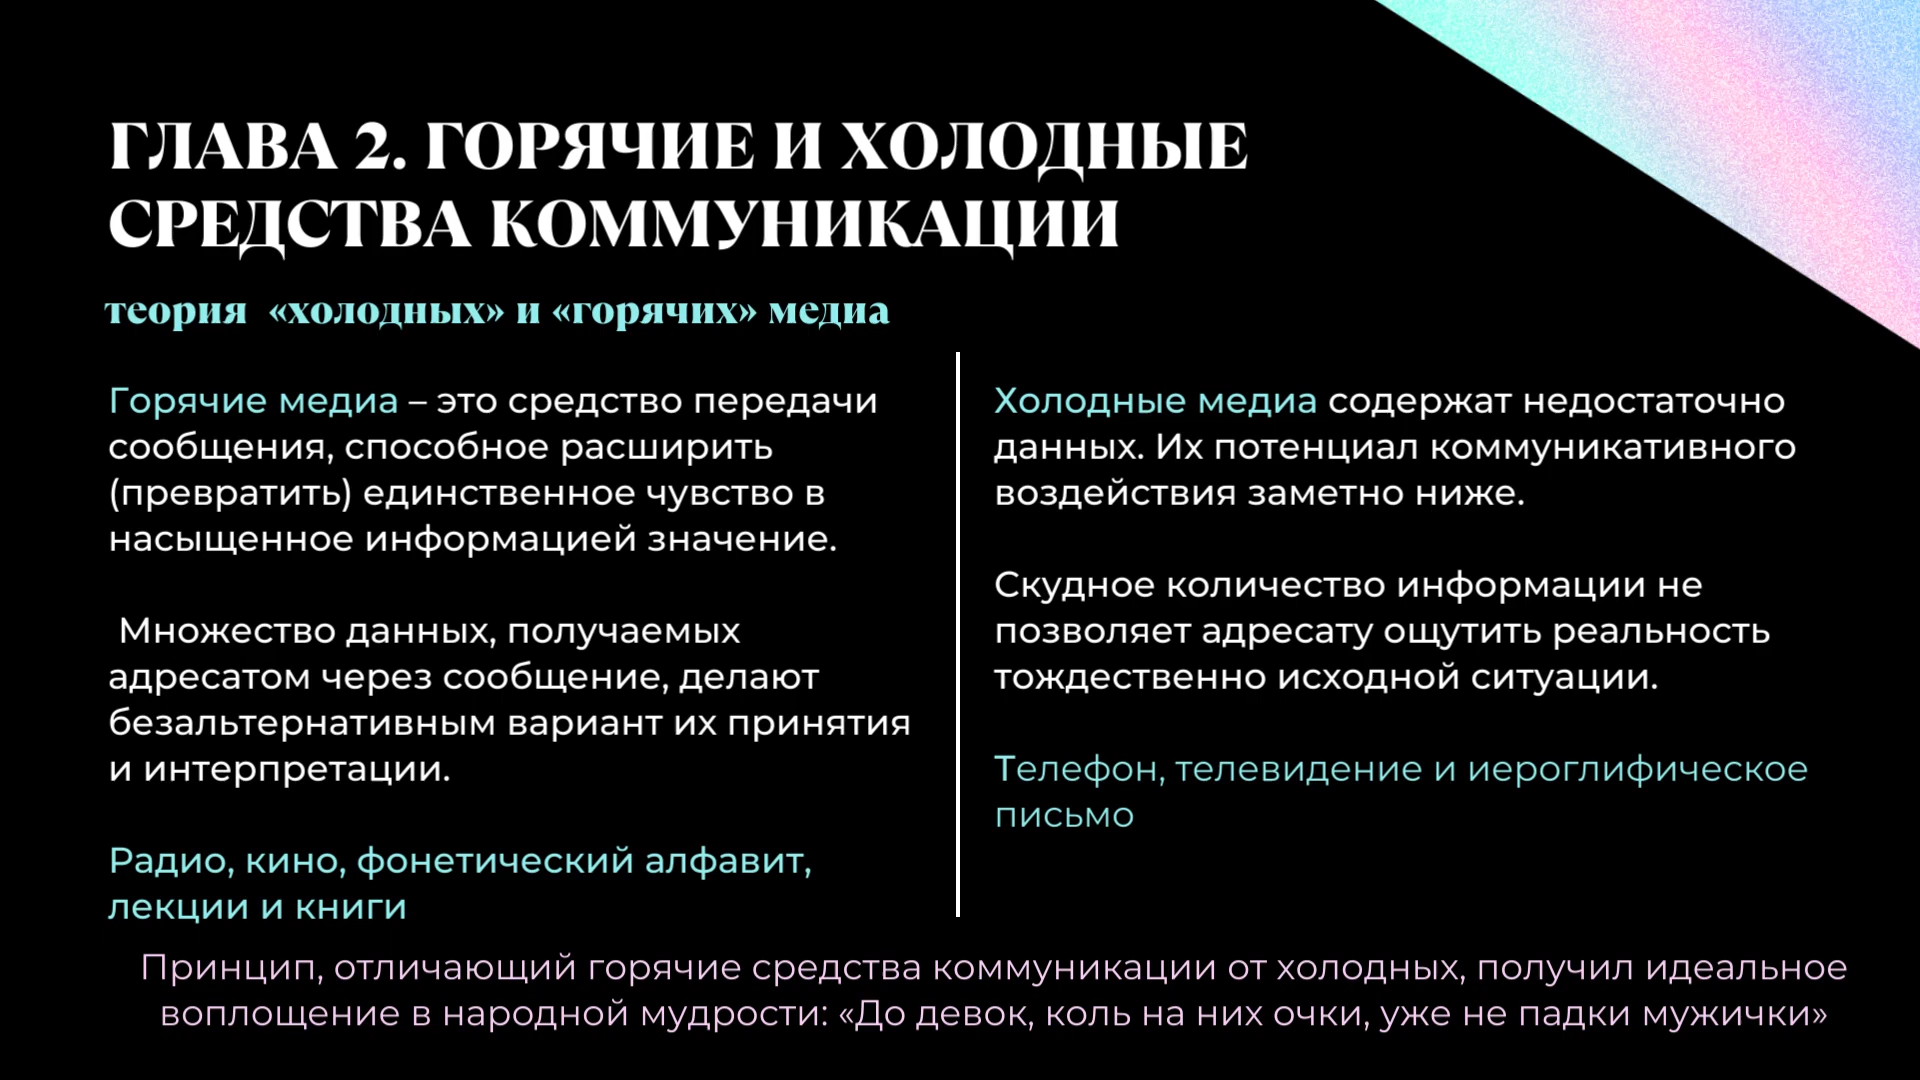 ГЛАВА 2. ГОРЯЧИЕ И ХОЛОДНЫЕ
СРЕДСТВА КОММУНИКАЦИИ
теория «холодных» и «горячих» медиа
Горячие медиа – это средство передачи
сообщения, способное расширить
(превратить) единственное чувство в
насыщенное информацией значение.
Множество данных, получаемых
адресатом через сообщение, делают
безальтернативным вариант их принятия
и интерпретации.
Радио, кино, фонетический алфавит,
лекции и книги
Холодные медиа содержат недостаточно
данных. Их потенциал коммуникативного
воздействия заметно ниже.
Скудное количество информации не
позволяет адресату ощутить реальность
тождественно исходной ситуации.
Телефон, телевидение и иероглифическое
письмо
Принцип, отличающий горячие средства коммуникации от холодных, получил идеальное
воплощение в народной мудрости: «До девок, коль на них очки, уже не падки мужички»